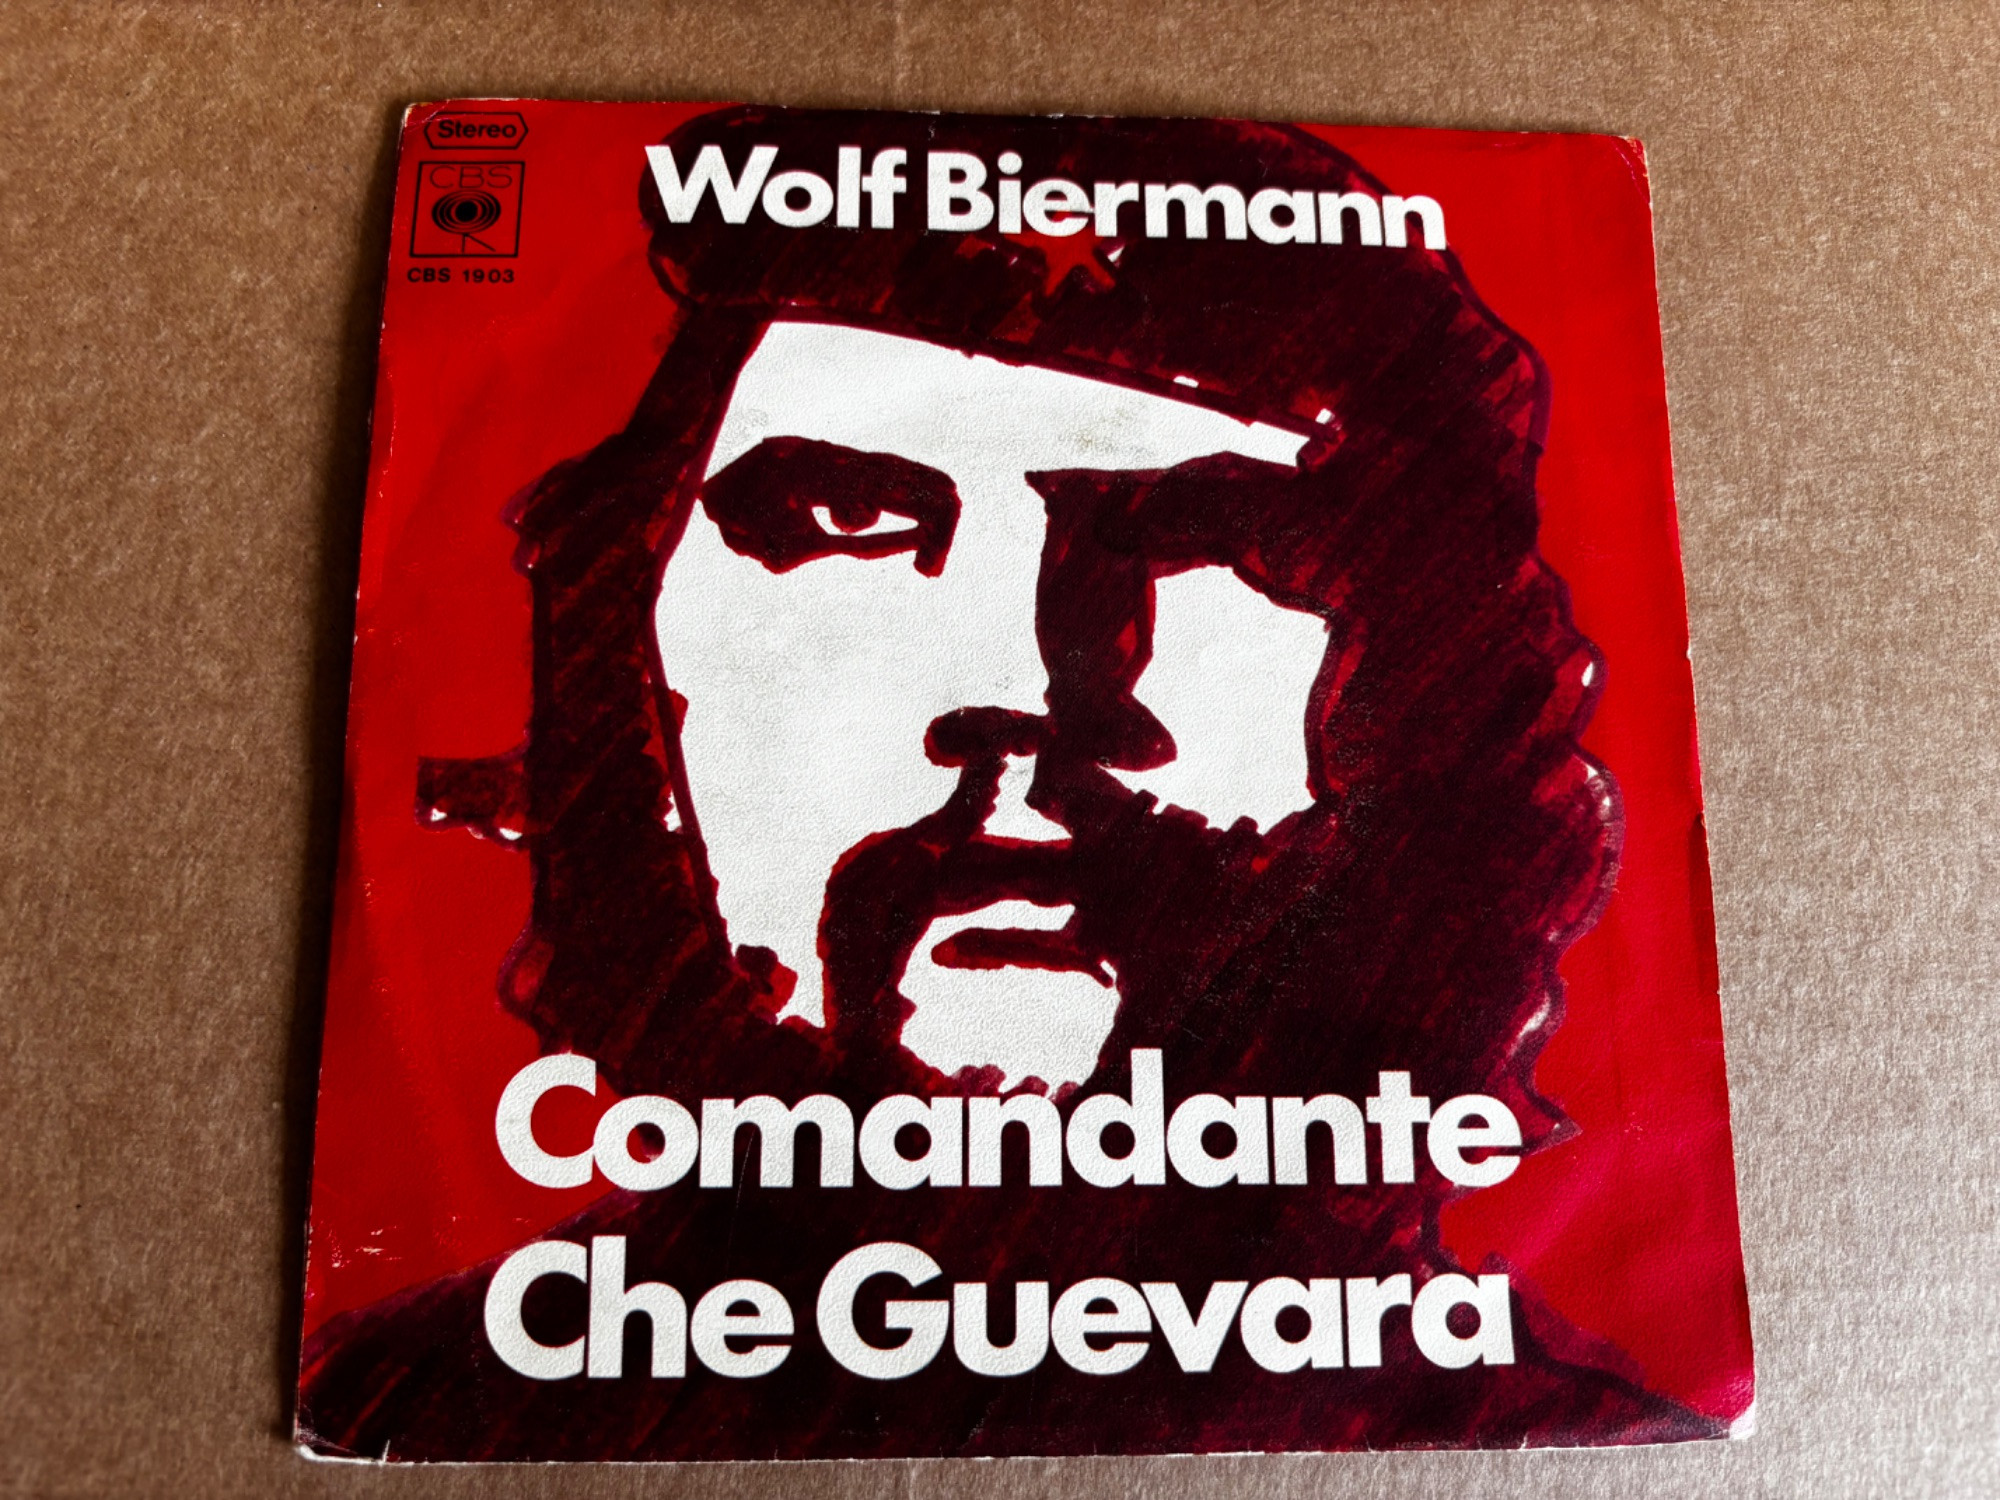 Stereo
CBS
CBS 1903
Wolf Biermann
Comandante
Che Guevara